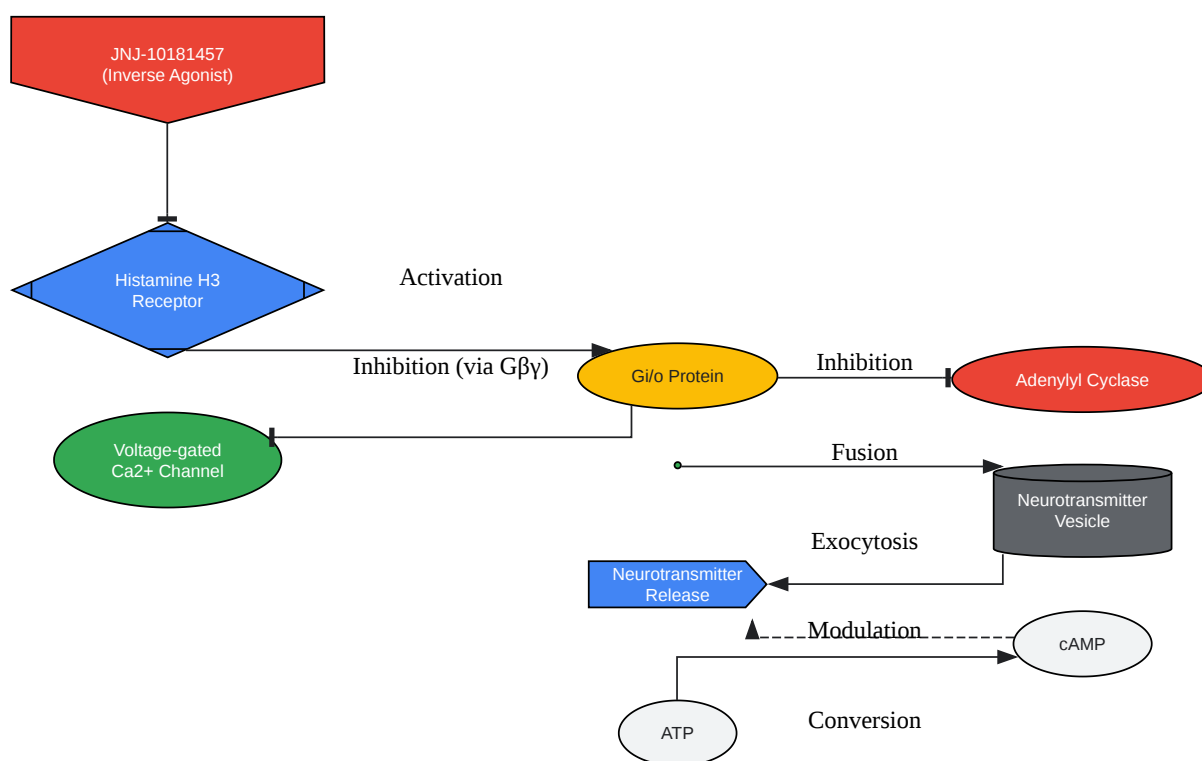 JNJ-10181457
(Inverse Agonist)
Histamine H3
Receptor
Activation
Inhibition (via Gβγ)
Gi/o Protein
Inhibition
Adenylyl Cyclase
Voltage-gated
Ca2+ Channel
Fusion
Neurotransmitter
Vesicle
Exocytosis
Neurotransmitter
Release
Modulation
cAMP
Conversion
ATP